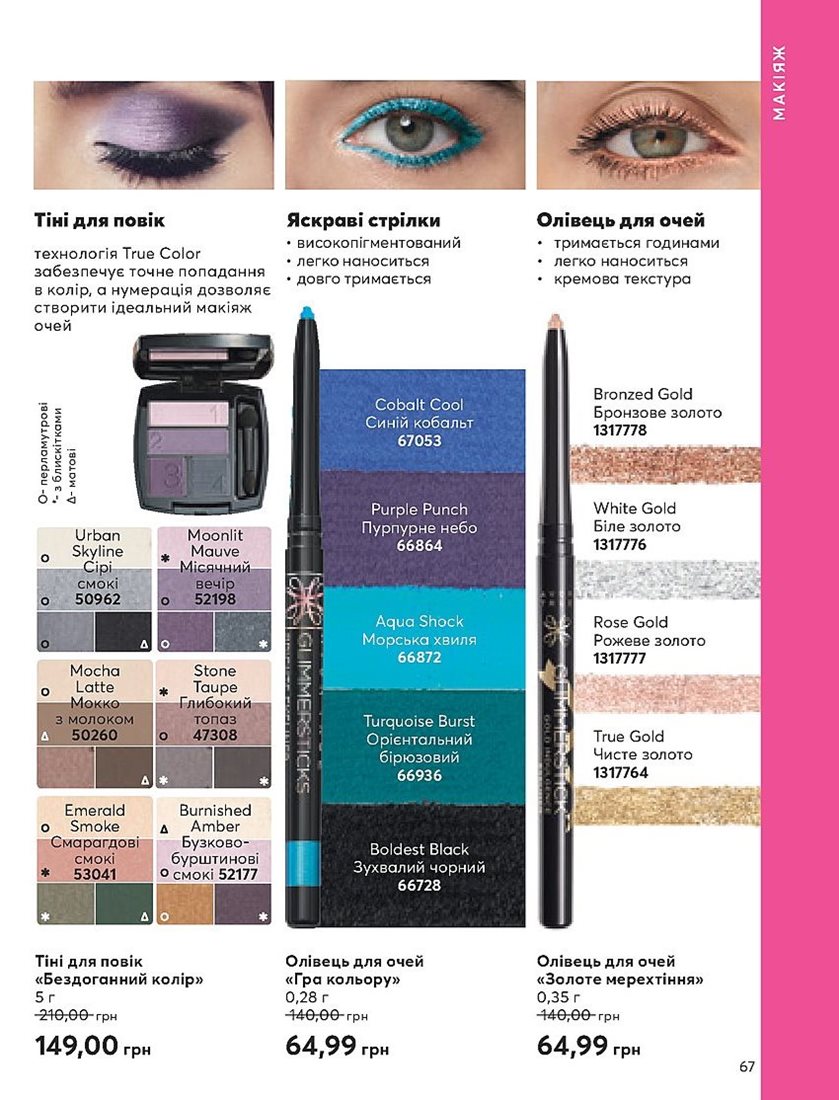 МАКІЯЖ
Тіні для повік
технологія True Color
забезпечує точне попадання
в колір, а нумерація дозволяє
створити ідеальний макіяж
очей
Яскраві стрілки
• високопігментований
• легко наноситься
• довго тримається
Олівець для очей
• тримається годинами
• легко наноситься
• кремова текстура
О- перламутрові
*- з блискітками
Δ- матові
1
2
3
4
Urban
Skyline
Сірі
смокі
50962
Moonlit
Mauve
Місячний
вечір
52198
Mocha
Latte
Мокко
з молоком
50260
Stone
Taupe
Глибокий
топаз
47308
Emerald
Smoke
Смарагдові
смокі
53041
Burnished
Amber
Бузково-
бурштинові
смокі 52177
GLIMMERSTICKS
Cobalt Cool
Синій кобальт
67053
Purple Punch
Пурпурне небо
66864
Aqua Shock
Морська хвиля
66872
Turquoise Burst
Орієнтальний
бірюзовий
66936
Boldest Black
Зухвалий чорний
66728
Bronzed Gold
Бронзове золото
1317778
White Gold
Біле золото
1317776
Rose Gold
Рожеве золото
1317777
True Gold
Чисте золото
1317764
Тіні для повік
«Бездоганний колір»
5 г
210,00 грн
149,00 грн
Олівець для очей
«Гра кольору»
0,28 г
140,00 грн
64,99 грн
Олівець для очей
«Золоте мерехтіння»
0,35 г
140,00 грн
64,99 грн
67